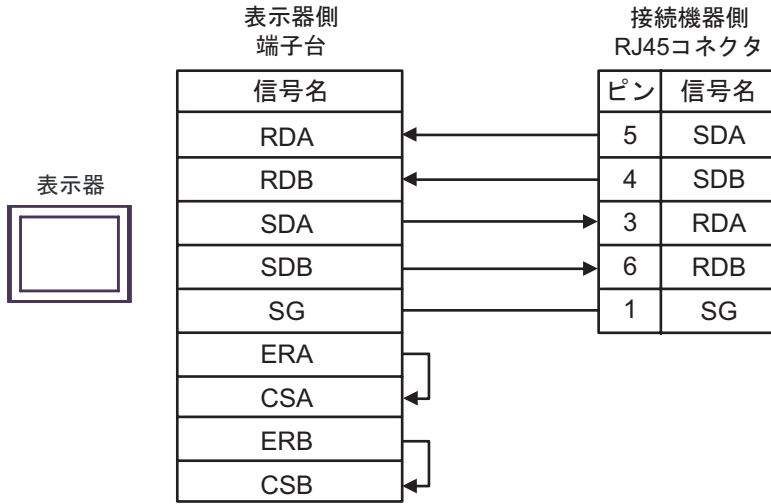 表示器側
端子台
接続機器側
RJ45コネクタ
信号名
ピン 信号名
RDA 5 SDA
RDB 4 SDB
表示器
SDA 3 RDA
SDB 6 RDB
SG 1 SG
ERA
CSA
ERB
CSB